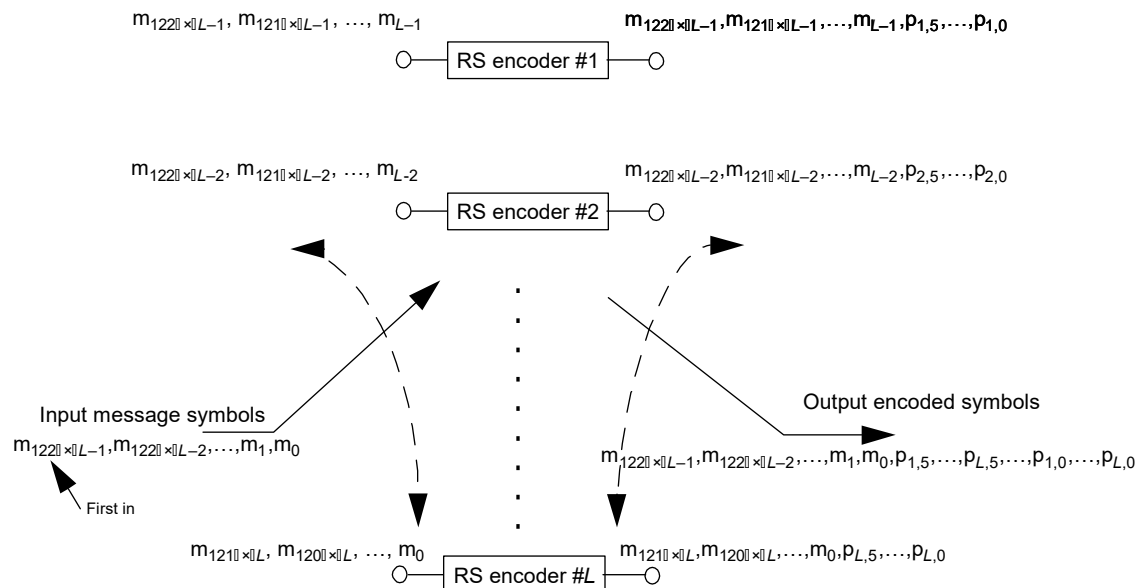 m122×L–1, m121×L–1, …, mL–1
m122×L–1,m121×L–1,…,mL–1,p1,5,…,p1,0
RS encoder #1
m122×L–2, m121×L–2, …, mL-2
m122×L–2,m121×L–2,…,mL–2,p2,5,…,p2,0
RS encoder #2
Input message symbols
m122×L–1,m122×L–2,…,m1,m0
First in
Output encoded symbols
m122×L–1,m122×L–2,…,m1,m0,p1,5,…,pL,5,…,p1,0,…,pL,0
m121×L, m120×L, …, m0
m121×L,m120×L,…,m0,pL,5,…,pL,0
RS encoder #L